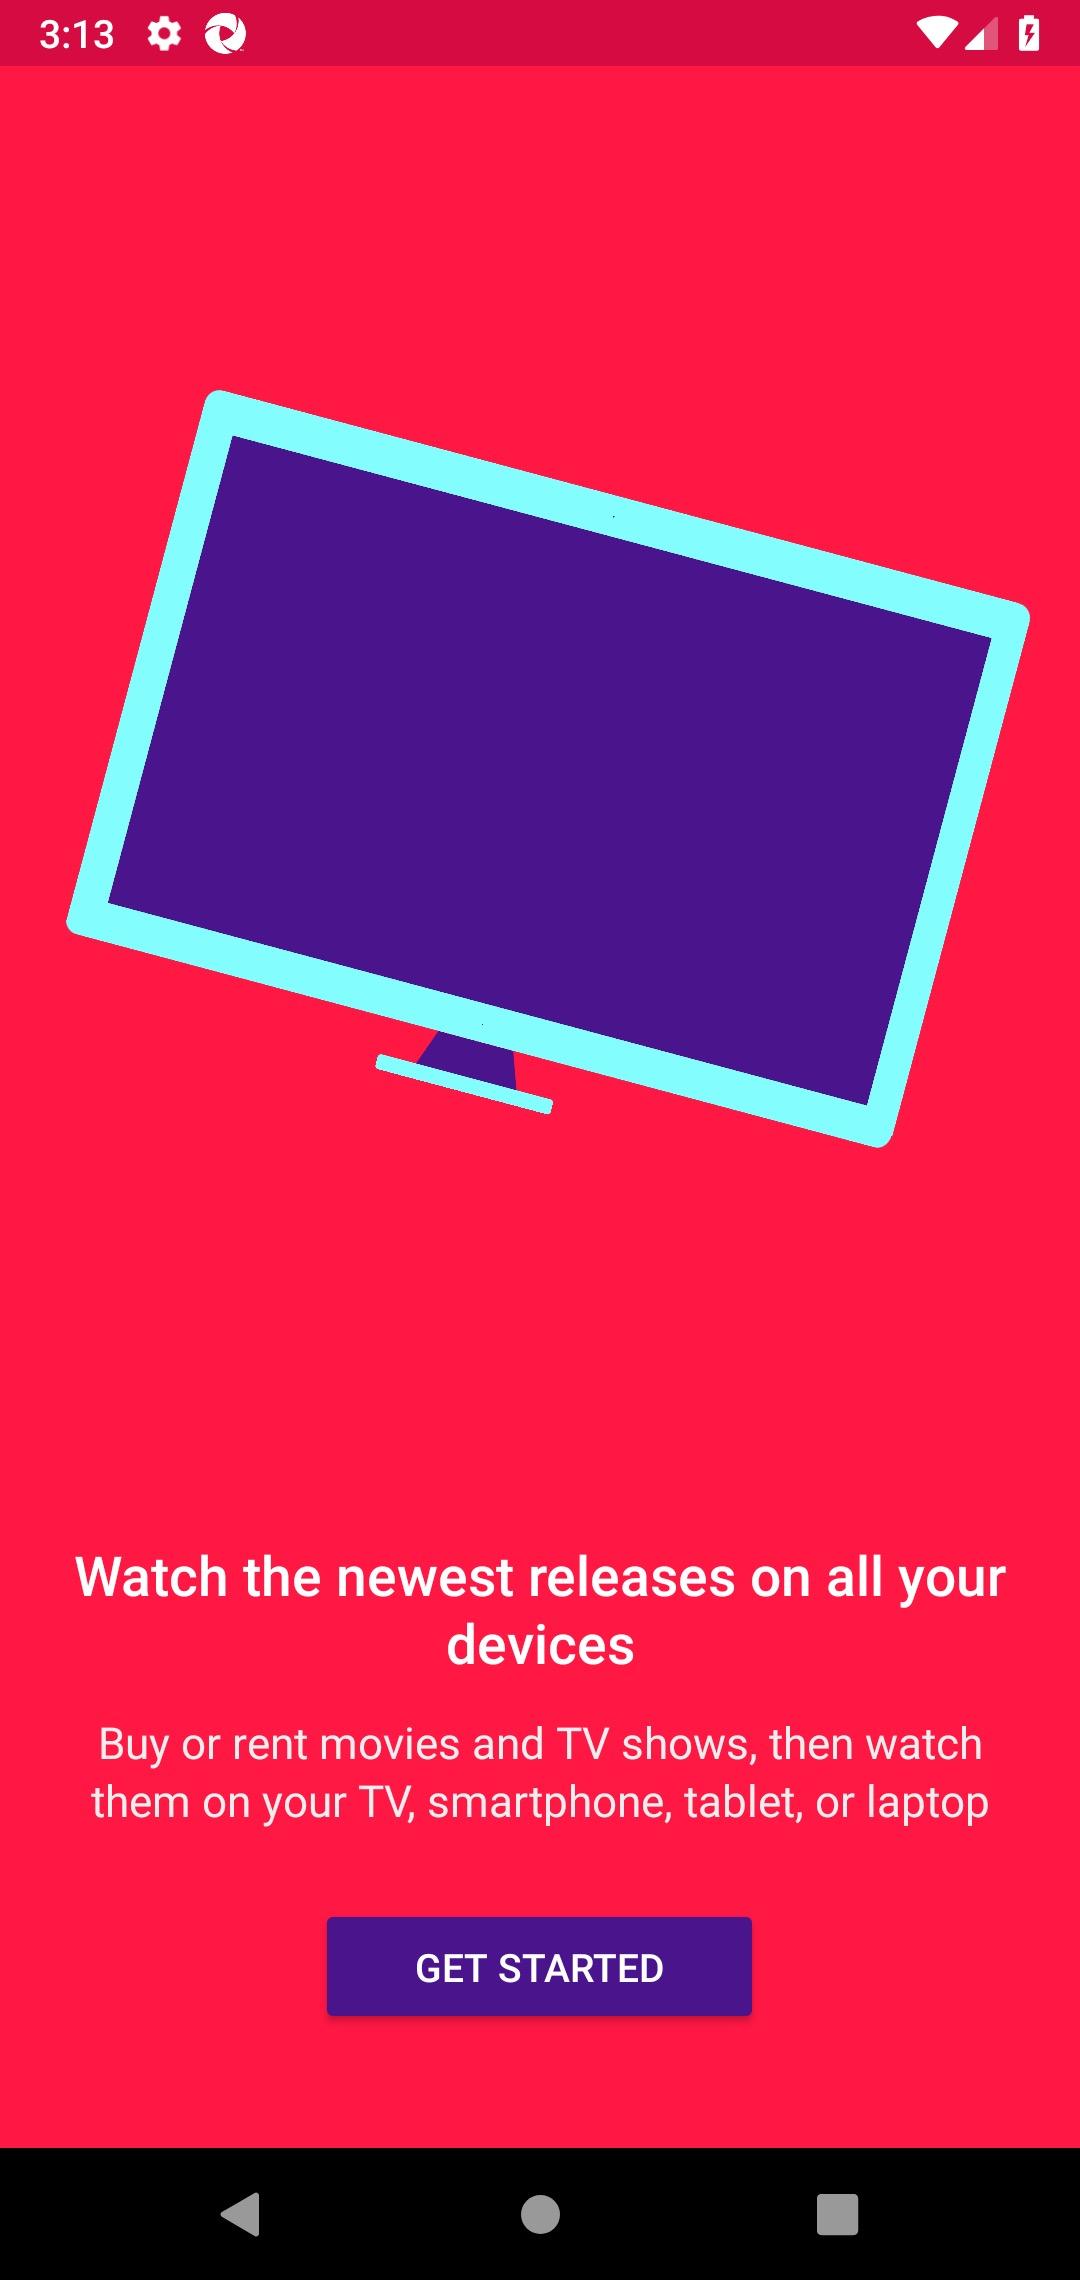 3:13
Watch the newest releases on all your
devices
Buy or rent movies and TV shows, then watch
them on your TV, smartphone, tablet, or laptop
GET STARTED